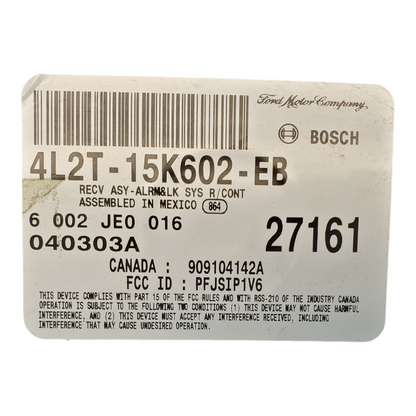 Ford Motor Company,
BOSCH
4L2T-15K602-EB
RECV ASY-ALRM&LK SYS R/CONT
ASSEMBLED IN MEXICO 864
6 002 JE0 016
040303A
27161
CANADA : 909104142A
FCC ID : PFJSIP1V6
THIS DEVICE COMPLIES WITH PART 15 OF THE FCC RULES AND WITH RSS-210 OF THE INDUSTRY CANADA
OPERATION IS SUBJECT TO THE FOLLOWING TWO CONDITIONS (1) THIS DEVICE MAY NOT CAUSE HARMFUL
INTERFERENCE, AND (2) THIS DEVICE MUST ACCEPT ANY INTERFERENCE RECEIVED, INCLUDING
INTERFERENCE THAT MAY CAUSE UNDESIRED OPERATION.